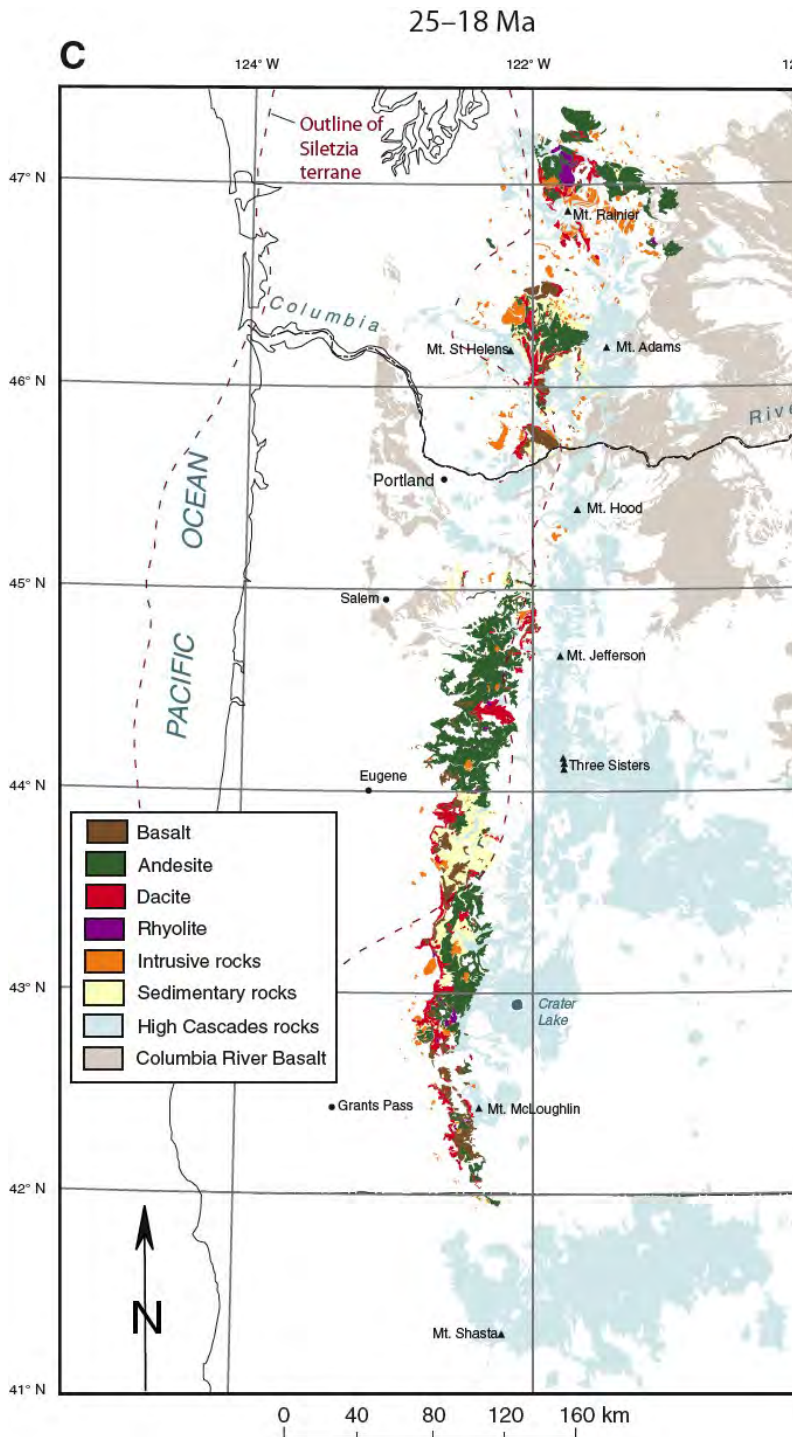 25–18 Ma
C
124° W
122° W
Outline of
Siletzia
terrane
47° N
Mt. Rainier
Columbia
Mt. St Helens
Mt. Adams
46° N
Rive
Portland
OCEAN
Mt. Hood
45° N
Salem
PACIFIC
Mt. Jefferson
Three Sisters
Eugene
44° N
Basalt
Andesite
Dacite
Rhyolite
Intrusive rocks
Sedimentary rocks
High Cascades rocks
Columbia River Basalt
43° N
Crater
Lake
Grants Pass
Mt. McLoughlin
42° N
N
Mt. Shasta
41° N
0 40 80 120 160 km